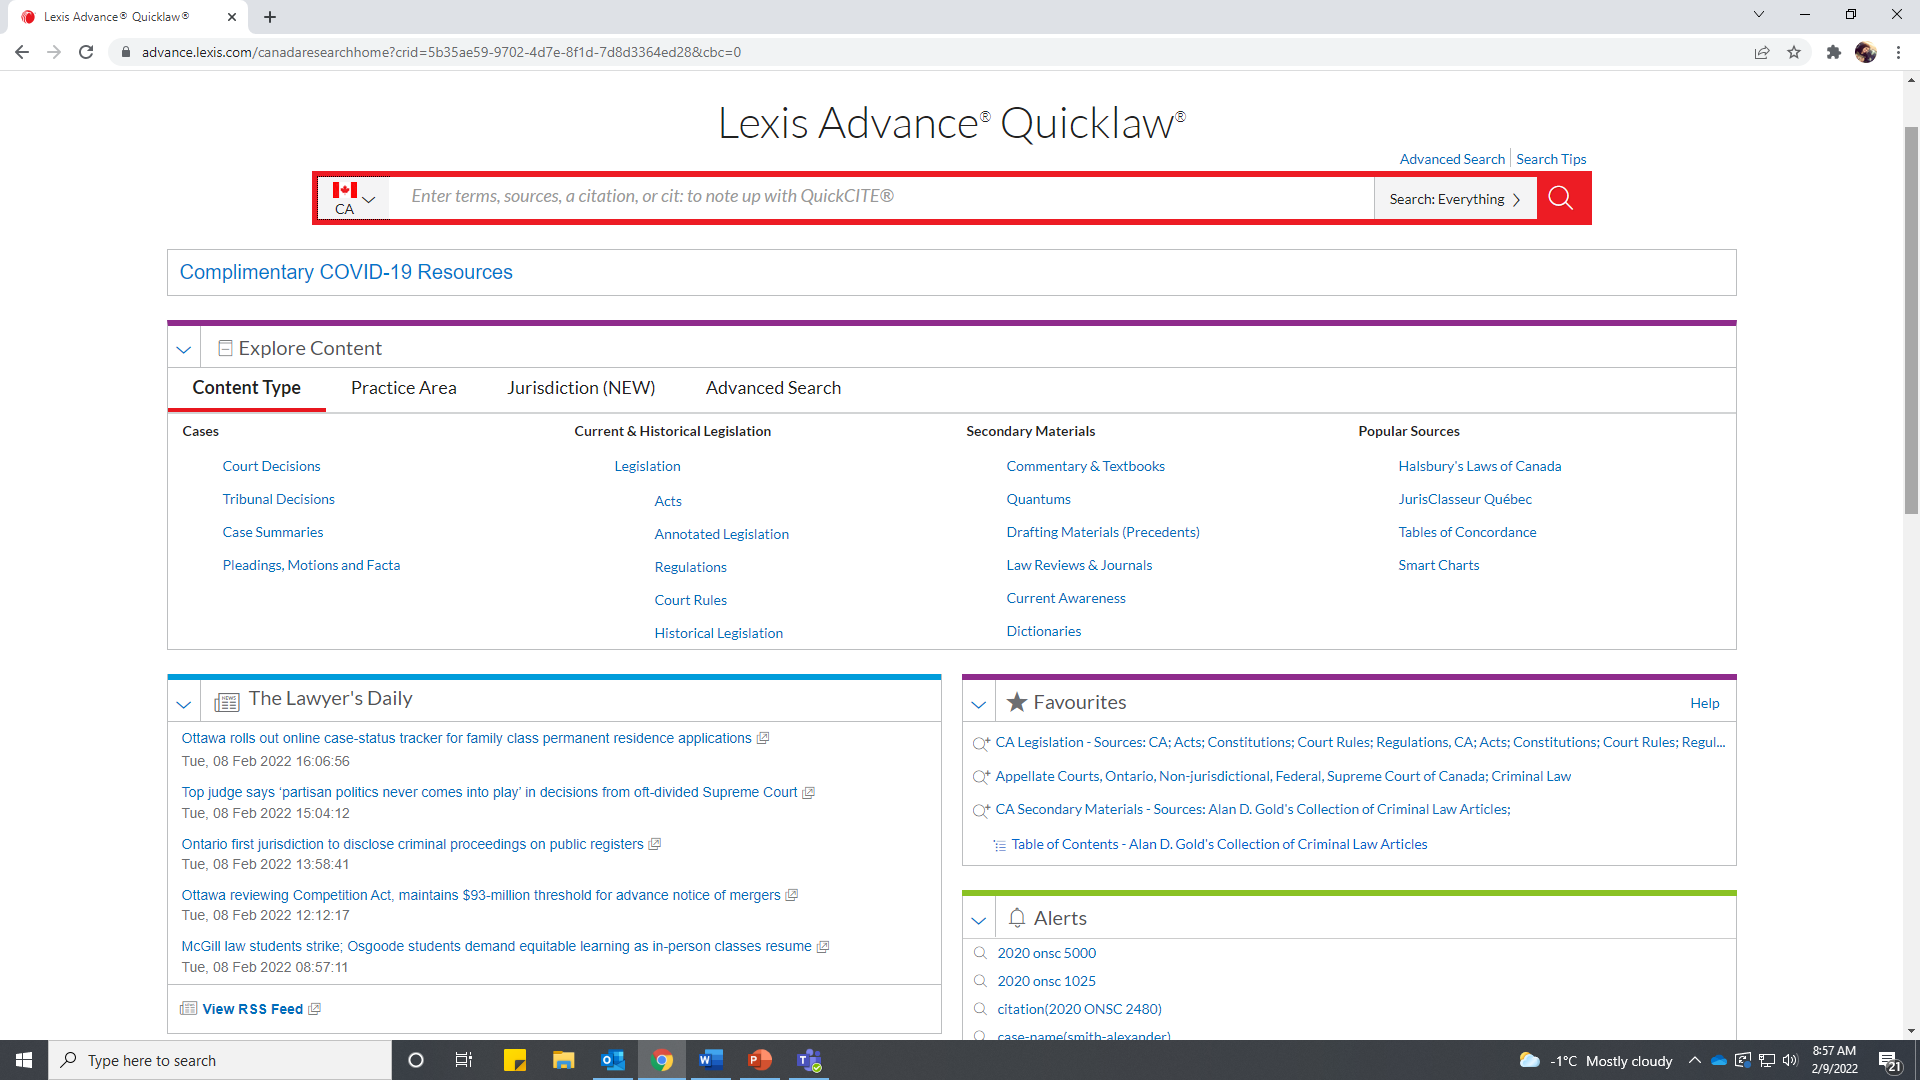 Lexis Advance® Quicklaw®
advance.lexis.com/canadaresearchhome?crid=5b35ae59-9702-4d7e-8f1d-7d8d3364ed28&cbc=0
Lexis Advance® Quicklaw®
Advanced Search
Search Tips
CA
Enter terms, sources, a citation, or cit: to note up with QuickCITE®
Search: Everything
Complimentary COVID-19 Resources
Explore Content
Content Type
Practice Area
Jurisdiction (NEW)
Advanced Search
Cases
Court Decisions
Tribunal Decisions
Case Summaries
Pleadings, Motions and Facta
Current & Historical Legislation
Legislation
Acts
Annotated Legislation
Regulations
Court Rules
Historical Legislation
Secondary Materials
Commentary & Textbooks
Quantums
Drafting Materials (Precedents)
Law Reviews & Journals
Current Awareness
Dictionaries
Popular Sources
Halsbury's Laws of Canada
JurisClasseur Québec
Tables of Concordance
Smart Charts
NEWS
The Lawyer's Daily
Ottawa rolls out online case-status tracker for family class permanent residence applications
Tue, 08 Feb 2022 16:06:56
Top judge says ‘partisan politics never comes into play’ in decisions from oft-divided Supreme Court
Tue, 08 Feb 2022 15:04:12
Ontario first jurisdiction to disclose criminal proceedings on public registers
Tue, 08 Feb 2022 13:58:41
Ottawa reviewing Competition Act, maintains $93-million threshold for advance notice of mergers
Tue, 08 Feb 2022 12:12:17
McGill law students strike; Osgoode students demand equitable learning as in-person classes resume
Tue, 08 Feb 2022 08:57:11
View RSS Feed
Favourites
Help
CA Legislation - Sources: CA; Acts; Constitutions; Court Rules; Regulations, CA; Acts; Constitutions; Court Rules; Regul...
Appellate Courts, Ontario, Non-jurisdictional, Federal, Supreme Court of Canada; Criminal Law
CA Secondary Materials - Sources: Alan D. Gold's Collection of Criminal Law Articles;
Table of Contents - Alan D. Gold's Collection of Criminal Law Articles
Alerts
2020 onsc 5000
2020 onsc 1025
citation(2020 ONSC 2480)
case-name(smith-alexander)
Type here to search
-1°C Mostly cloudy
8:57 AM
2/9/2022
21